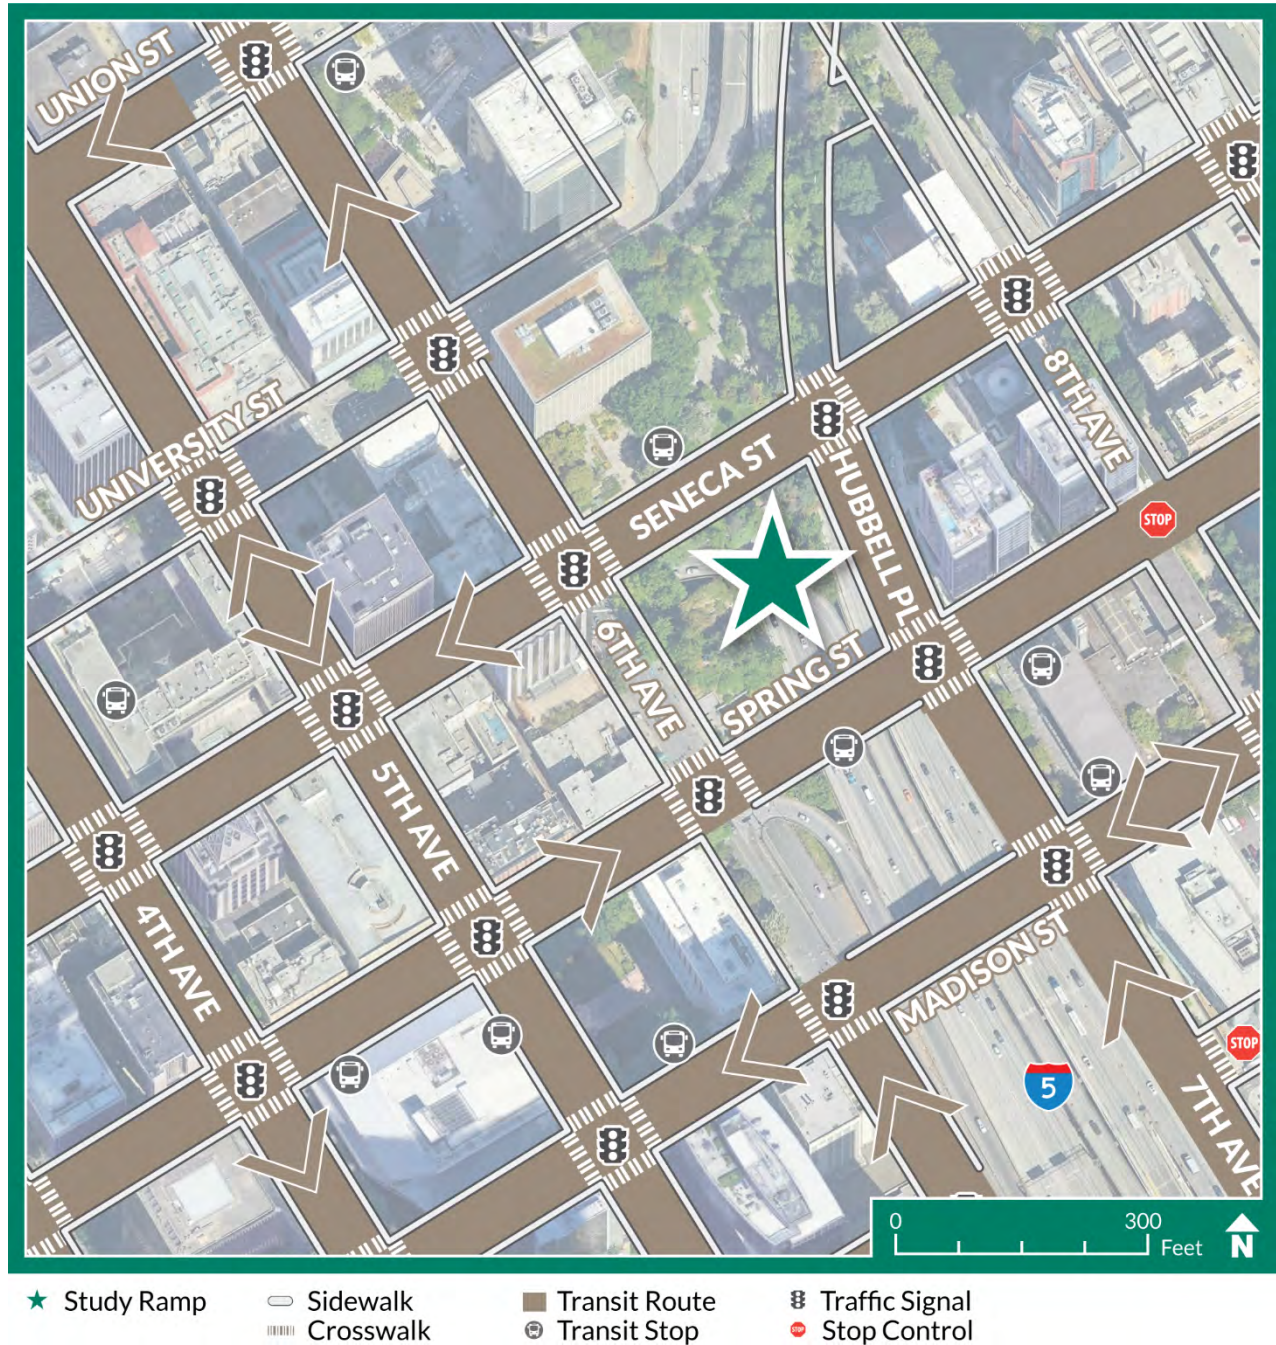 UNION ST
UNIVERSITY ST
8TH AVE
SENECA ST
HUBBELL PL
STOP
6TH AVE
SPRING ST
5TH AVE
4TH AVE
MADISON ST
STOP
5
7TH AVE
0 300
Feet
N
Study Ramp
Sidewalk
Transit Route
Traffic Signal
Crosswalk
Transit Stop
STOP
Stop Control